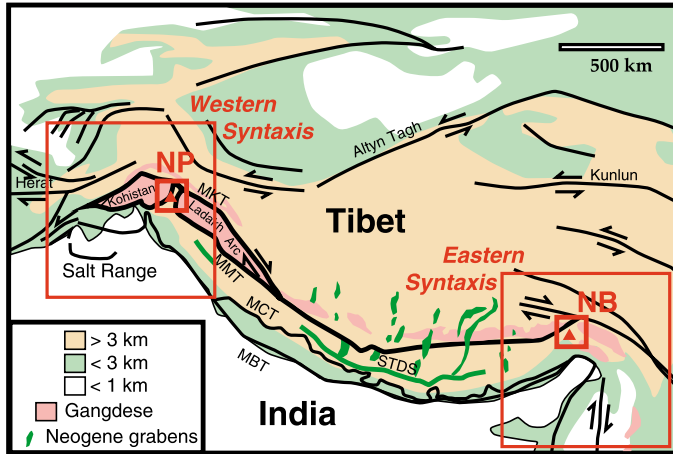 500 km
Western
Syntaxis
Altyn Tagh
NP
Herat
Kohistan
MKT
Kunlun
Ladakh Arc
Tibet
Salt Range
MMT
Eastern
Syntaxis
MCT
NB
MBT
STDS
India
> 3 km
< 3 km
< 1 km
Gangdese
Neogene grabens